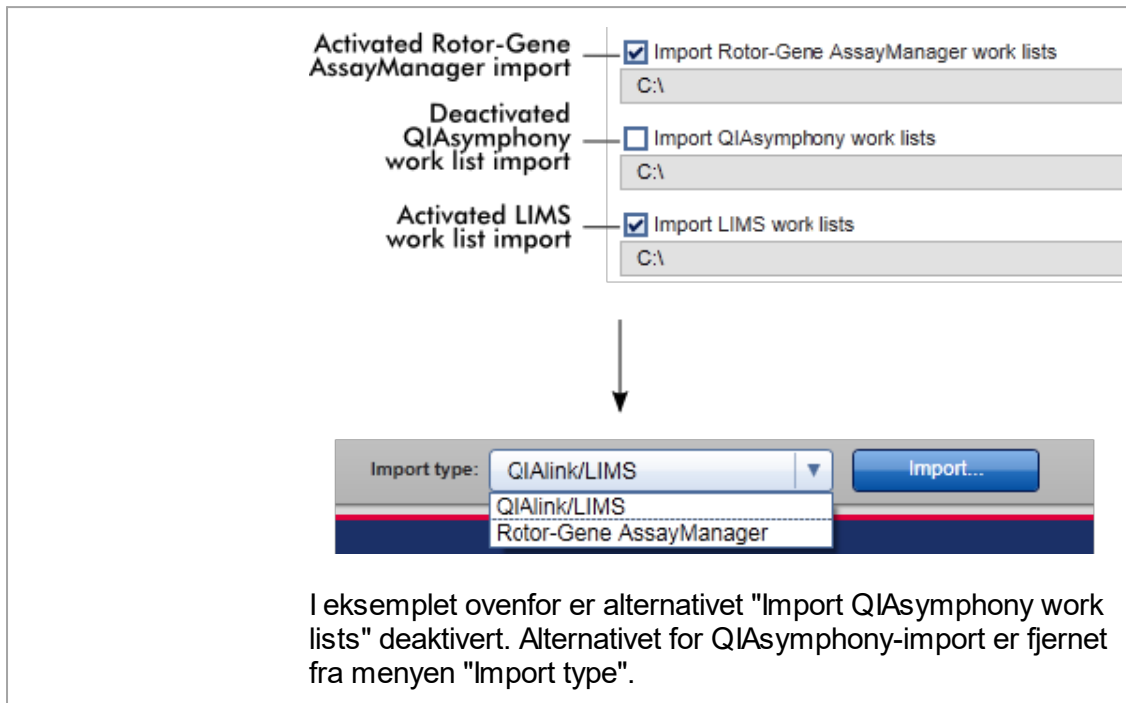 Activated Rotor-Gene
AssayManager import
Import Rotor-Gene AssayManager work lists
C:\
Deactivated
QIAsymphony
work list import
Import QIAsymphony work lists
C:\
Activated LIMS
work list import
Import LIMS work lists
C:\
Import type:
QIAlink/LIMS
Import...
QIAlink/LIMS
Rotor-Gene AssayManager
I eksemplet ovenfor er alternativet "Import QIAsymphony work
lists" deaktivert. Alternativet for QIAsymphony-import er fjernet
fra menyen "Import type".